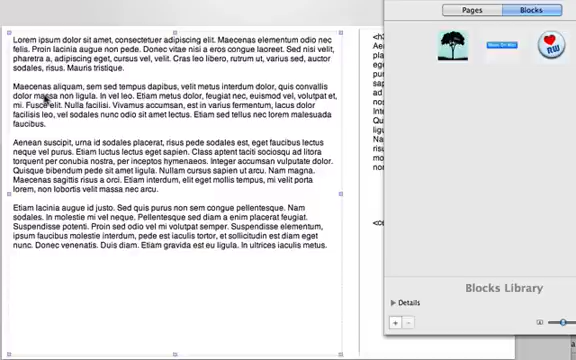 Pages
Blocks
RW
Lorem ipsum dolor sit amet, consectetuer adipiscing elit. Maecenas elementum odio nec
felis. Proin lacinia augue non pede. Donec vitae nisi a eros congue laoreet. Sed nisi velit,
pharetra a, adipiscing eget, cursus vel, velit. Cras leo libero, rutrum ut, varius sed, auctor
sodales, risus. Mauris tristique.
Maecenas aliquam, sem sed tempus dapibus, velit metus interdum dolor, quis convallis
dolor massa non ligula. In vel leo. Etiam metus dolor, feugiat nec, euismod vel, volutpat et,
mi. Fusce elit. Nulla facilisi. Vivamus accumsan, est in varius fermentum, lacus dolor
facilisis leo, vel sodales nunc odio sit amet lectus. Etiam sed tellus nec lorem malesuada
faucibus.
Aenean suscipit, urna id sodales placerat, risus pede sodales est, eget faucibus lectus
neque vel purus. Etiam luctus lectus eget sapien. Class aptent taciti sociosqu ad litora
torquent per conubia nostra, per inceptos hymenaeos. Integer accumsan vulputate dolor.
Quisque bibendum pede sit amet ligula. Nullam cursus sapien ut arcu. Nam magna.
Maecenas sagittis risus a orci. Etiam interdum, elit eget mollis tempus, mi velit porta
lorem, non lobortis velit massa nec arcu.
Etiam lacinia augue id justo. Sed quis purus non sem congue pellentesque. Nam
sodales. In molestie mi vel neque. Pellentesque sed diam a enim placerat feugiat.
Suspendisse potenti. Proin sed odio vel mi volutpat semper. Suspendisse elementum,
ipsum faucibus molestie interdum, pede est iaculis tortor, et sollicitudin est diam eget
nunc. Donec venenatis. Duis diam. Etiam gravida est eu ligula. In ultrices iaculis metus.
Blocks Library
Details